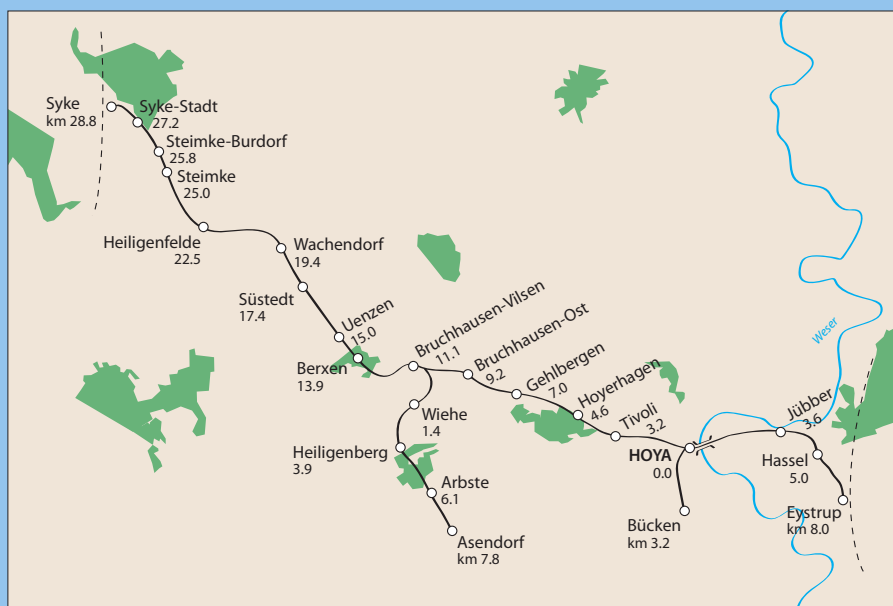 Syke
km 28.8
Syke-Stadt
27.2
Steimke-Burdorf
25.8
Steimke
25.0
Heiligenfelde
22.5
Wachendorf
19.4
Süstedt
17.4
Uenzen
15.0
Berxen
13.9
Bruchhausen-Vilsen
11.1
Bruchhausen-Ost
9.2
Gehlbergen
7.0
Hoyerhagen
4.6
Tivoli
3.2
HOYA
0.0
Weser
Jübber
3.6
Hassel
5.0
Eystrup
km 8.0
Bücken
km 3.2
Wiehe
1.4
Heiligenberg
3.9
Arbste
6.1
Asendorf
km 7.8